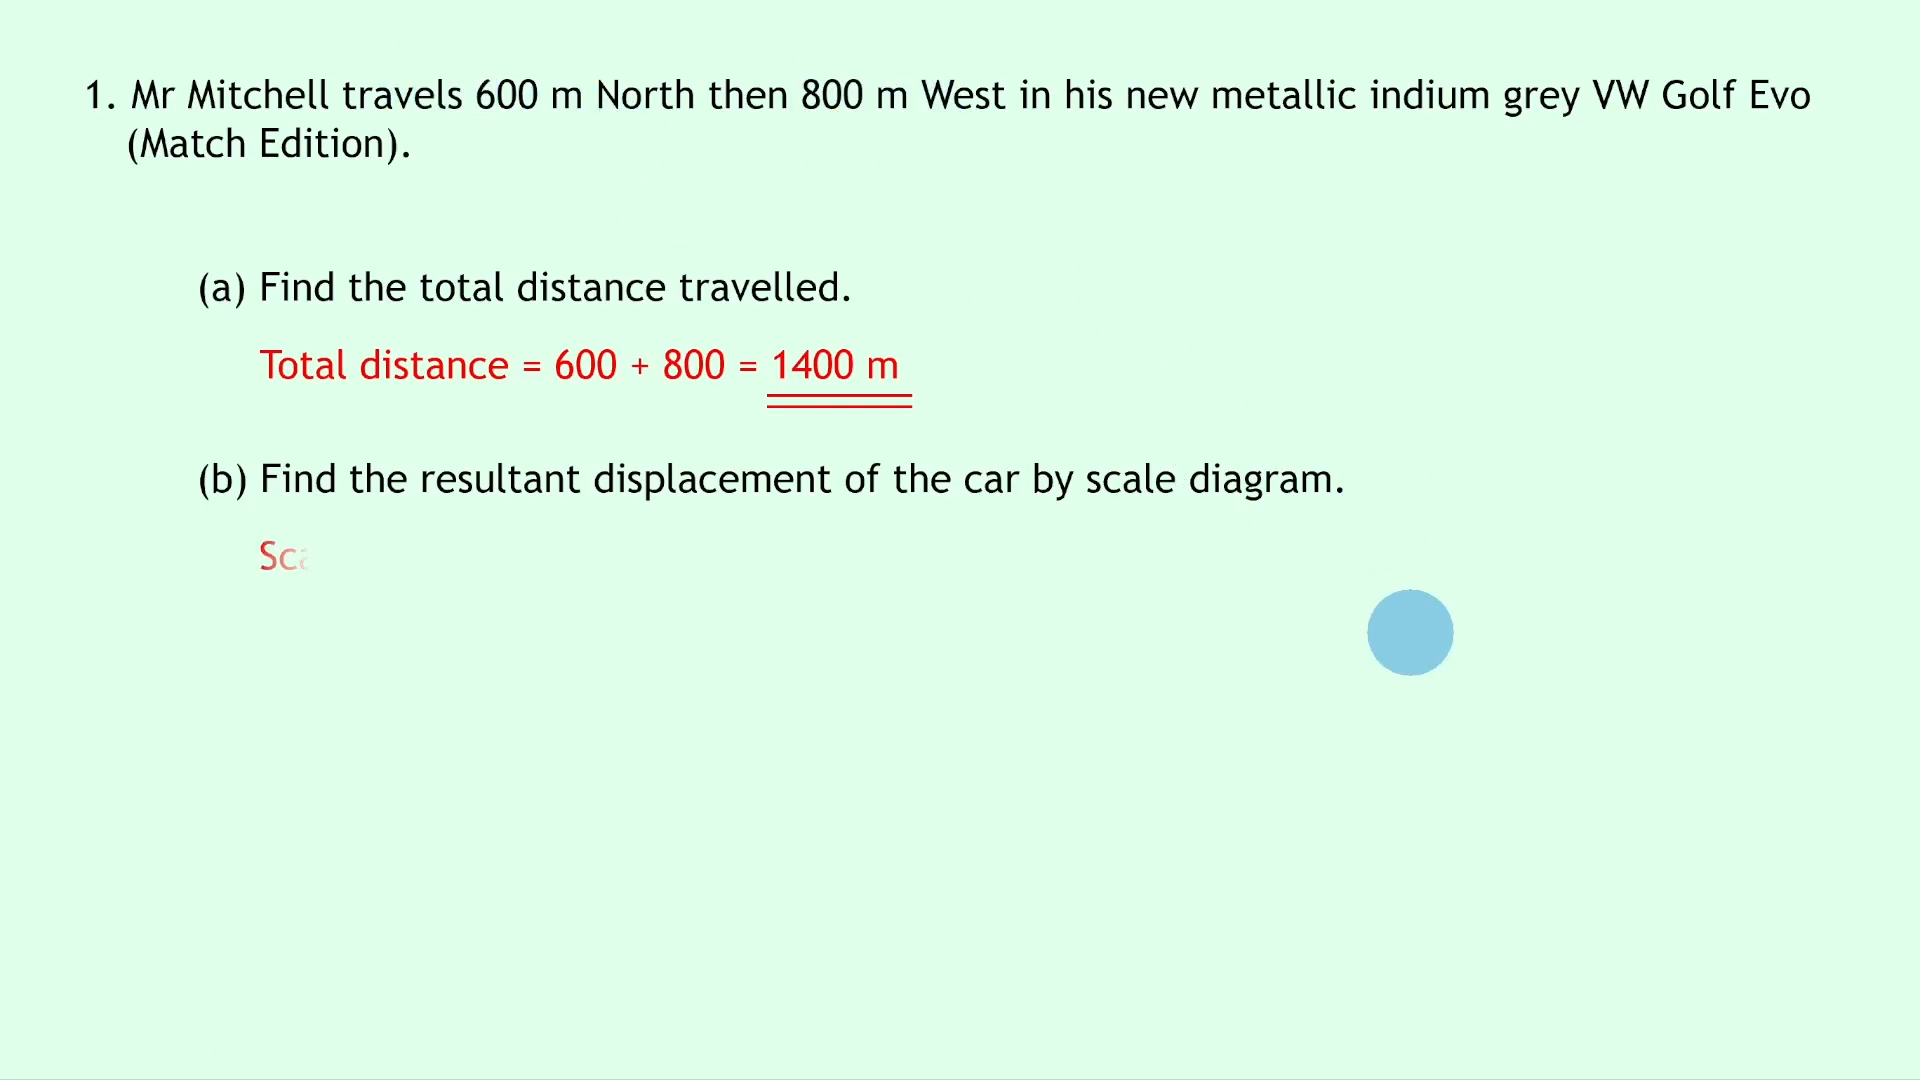 1. Mr Mitchell travels 600 m North then 800 m West in his new metallic indium grey VW Golf Evo
(Match Edition).
(a) Find the total distance travelled.
Total distance = 600 + 800 = 1400 m
(b) Find the resultant displacement of the car by scale diagram.
Sca